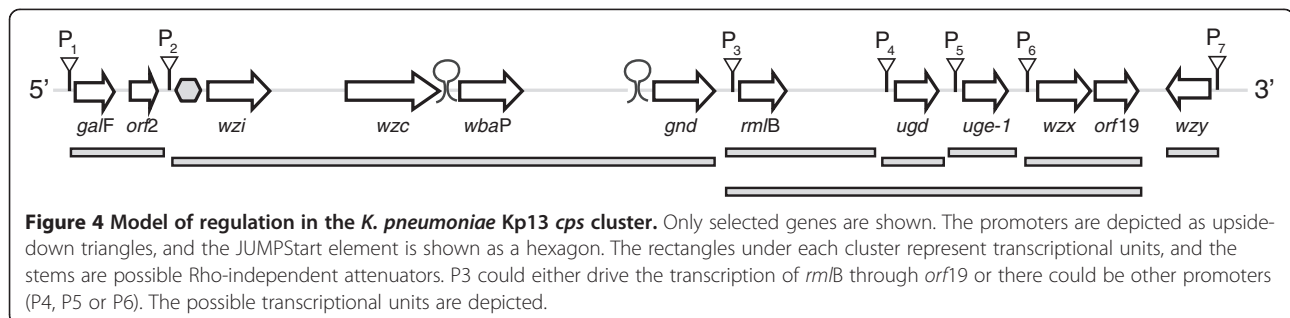 P1 P2 P3 P4 P5 P6 P7
5’ 3’
galF orf2 wzi wzc wbaP gnd rmlB ugd uge-1 wzx orf19 wzy
Figure 4 Model of regulation in the K. pneumoniae Kp13 cps cluster. Only selected genes are shown. The promoters are depicted as upside-
down triangles, and the JUMPStart element is shown as a hexagon. The rectangles under each cluster represent transcriptional units, and the
stems are possible Rho-independent attenuators. P3 could either drive the transcription of rmlB through orf19 or there could be other promoters
(P4, P5 or P6). The possible transcriptional units are depicted.